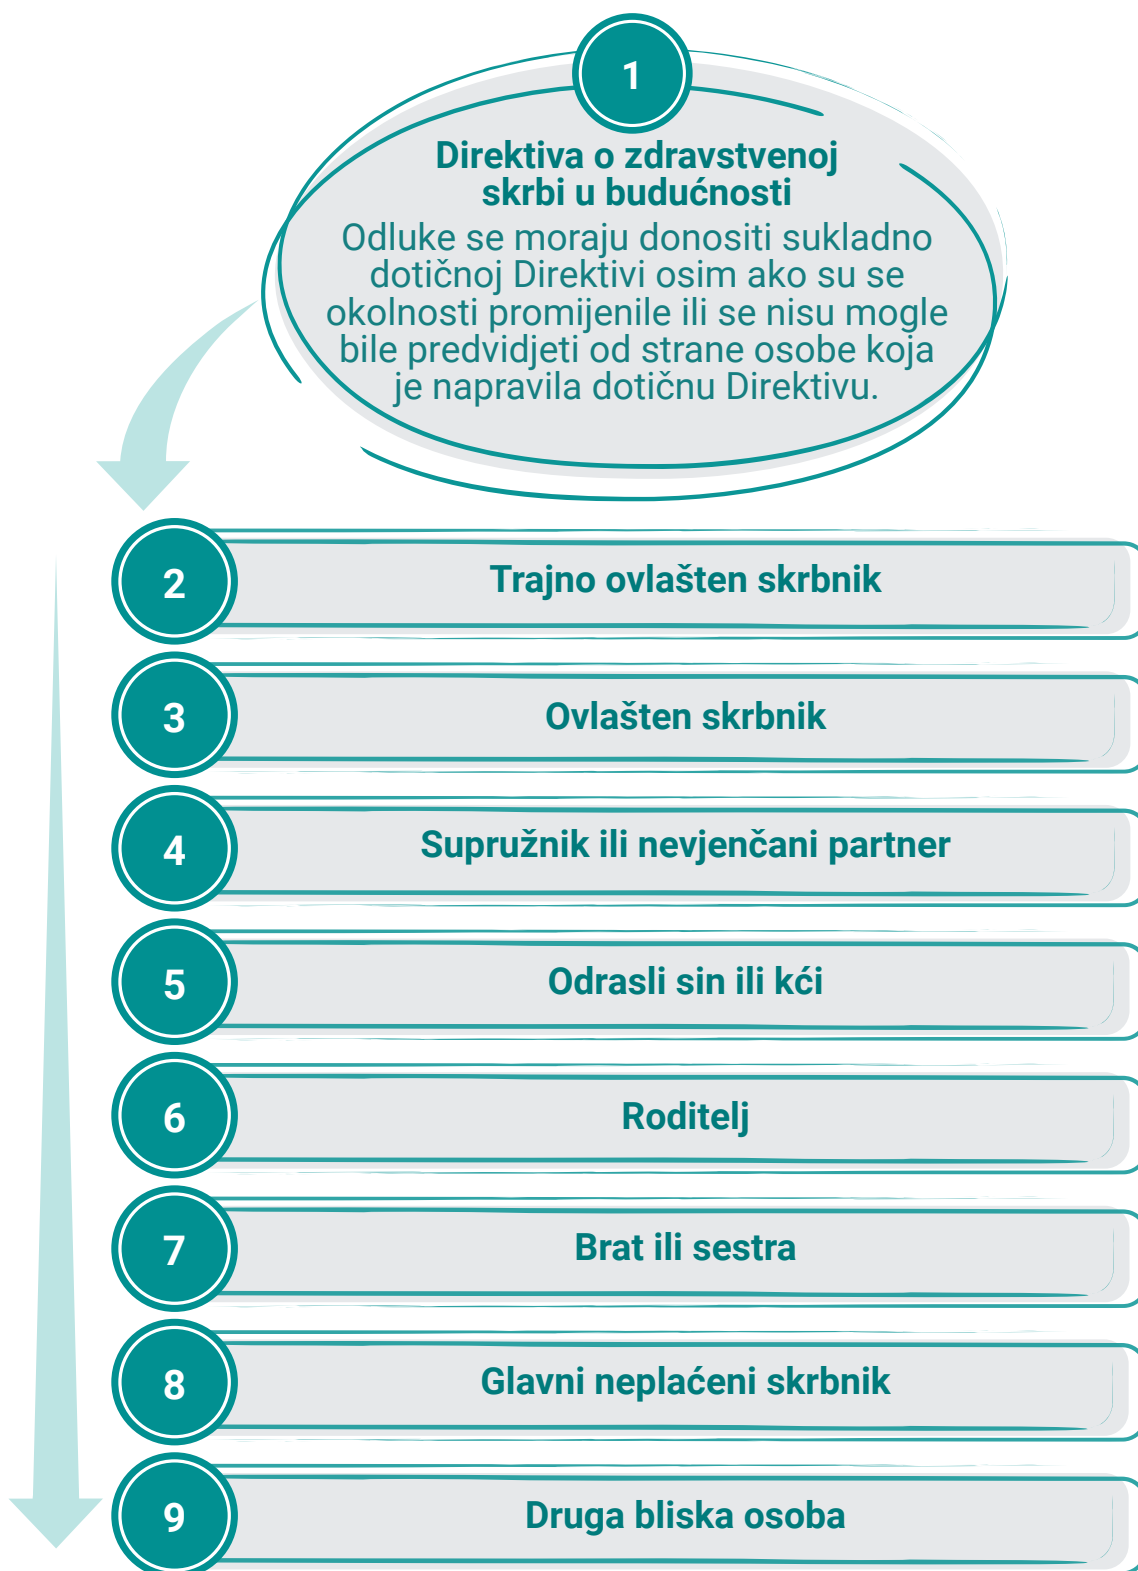 1
Direktiva o zdravstvenoj
skrbi u budućnosti
Odluke se moraju donositi sukladno
dotičnoj Direktivi osim ako su se
okolnosti promijenile ili se nisu mogle
bile predvidjeti od strane osobe koja
je napravila dotičnu Direktivu.
2
Trajno ovlašten skrbnik
3
Ovlašten skrbnik
4
Supružnik ili nevjenčani partner
5
Odrasli sin ili kći
6
Roditelj
7
Brat ili sestra
8
Glavni neplaćeni skrbnik
9
Druga bliska osoba